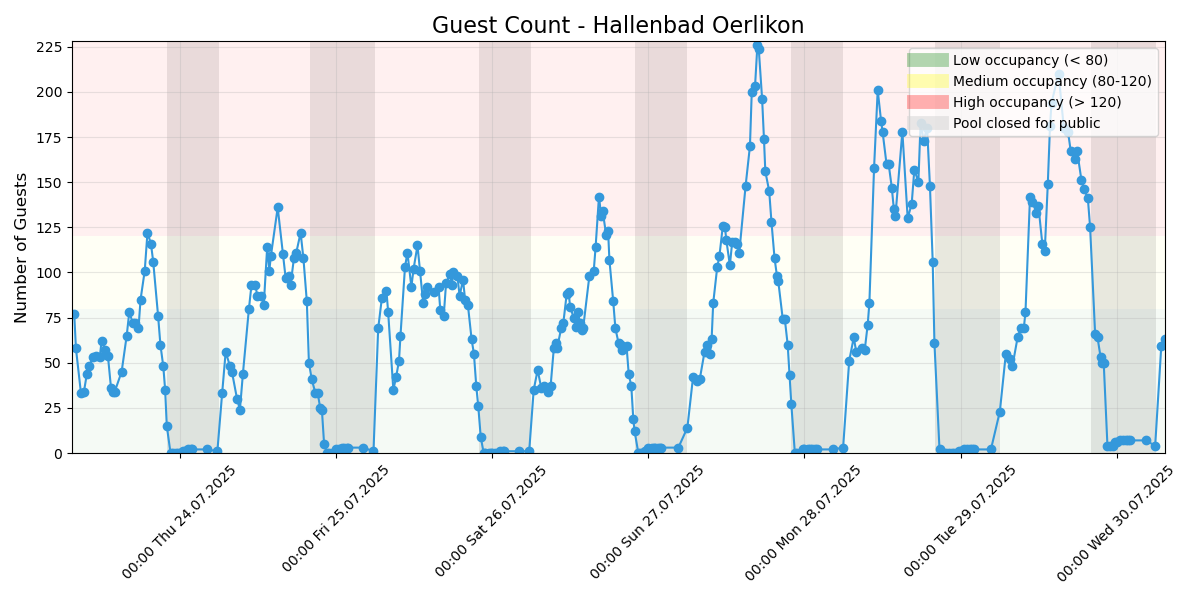 Guest Count - Hallenbad Oerlikon
Number of Guests
225
200
175
150
125
100
75
50
25
0
Low occupancy (< 80)
Medium occupancy (80-120)
High occupancy (> 120)
Pool closed for public
00:00 Thu 24.07.2025
00:00 Fri 25.07.2025
00:00 Sat 26.07.2025
00:00 Sun 27.07.2025
00:00 Mon 28.07.2025
00:00 Tue 29.07.2025
00:00 Wed 30.07.2025